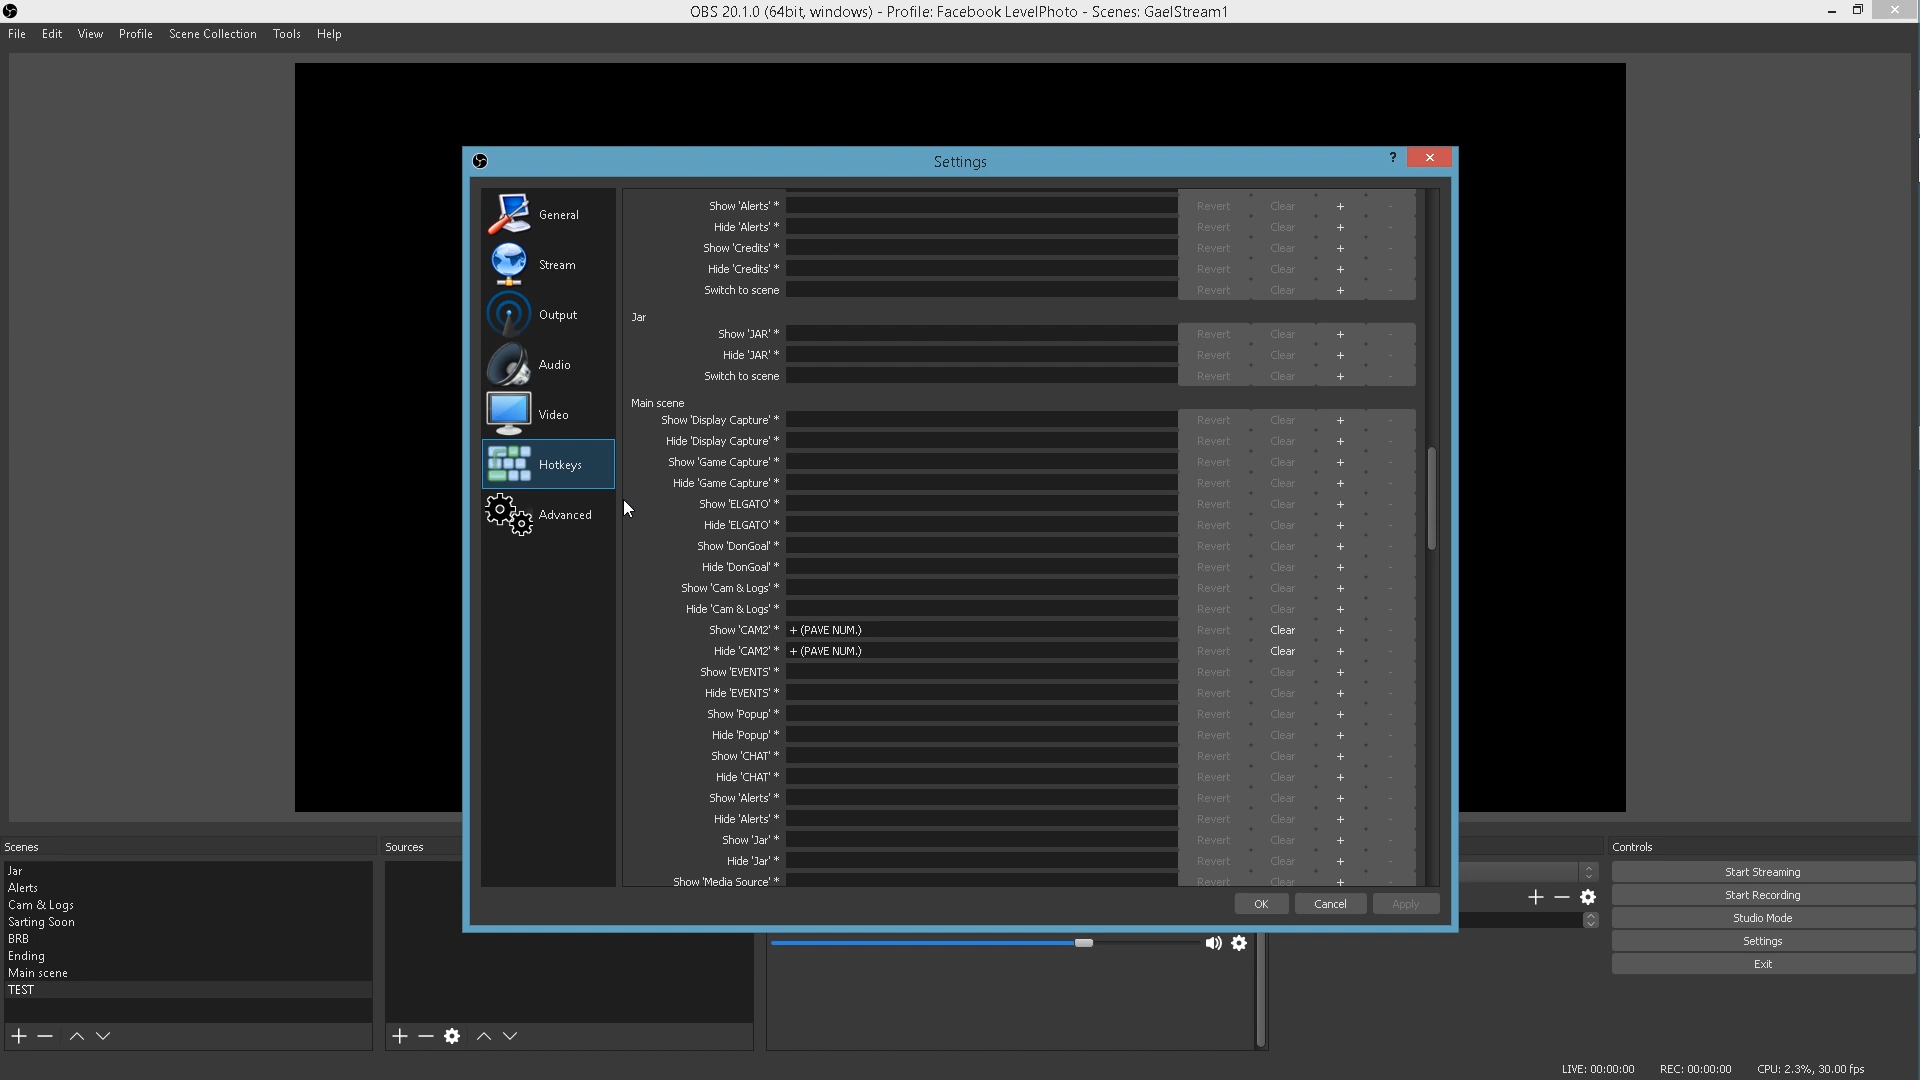 OBS 20.1.0 (64bit, windows) - Profile: Facebook LevelPhoto - Scenes: GaelStream1
File Edit View Profile Scene Collection Tools Help
Settings
?
General
Stream
Output
Audio
Video
Hotkeys
Advanced
Show 'Alerts' * Revert Clear + -
Hide 'Alerts' * Revert Clear + -
Show 'Credits' * Revert Clear + -
Hide 'Credits' * Revert Clear + -
Switch to scene Revert Clear + -
Jar
Show 'JAR' * Revert Clear + -
Hide 'JAR' * Revert Clear + -
Switch to scene Revert Clear + -
Main scene
Show 'Display Capture' * Revert Clear + -
Hide 'Display Capture' * Revert Clear + -
Show 'Game Capture' * Revert Clear + -
Hide 'Game Capture' * Revert Clear + -
Show 'ELGATO' * Revert Clear + -
Hide 'ELGATO' * Revert Clear + -
Show 'DonGoal' * Revert Clear + -
Hide 'DonGoal' * Revert Clear + -
Show 'Cam & Logs' * Revert Clear + -
Hide 'Cam & Logs' * Revert Clear + -
Show 'CAM2' * + (PAVE NUM.) Revert Clear + -
Hide 'CAM2' * + (PAVE NUM.) Revert Clear + -
Show 'EVENTS' * Revert Clear + -
Hide 'EVENTS' * Revert Clear + -
Show 'Popup' * Revert Clear + -
Hide 'Popup' * Revert Clear + -
Show 'CHAT' * Revert Clear + -
Hide 'CHAT' * Revert Clear + -
Show 'Alerts' * Revert Clear + -
Hide 'Alerts' * Revert Clear + -
Show 'Jar' * Revert Clear + -
Hide 'Jar' * Revert Clear + -
Show 'Media Source' * Revert Clear + -
OK Cancel Apply
Scenes
Jar
Alerts
Cam & Logs
Sarting Soon
BRB
Ending
Main scene
TEST
Sources
Controls
Start Streaming
Start Recording
Studio Mode
Settings
Exit
LIVE: 00:00:00 REC: 00:00:00 CPU: 2.3%, 30.00 fps